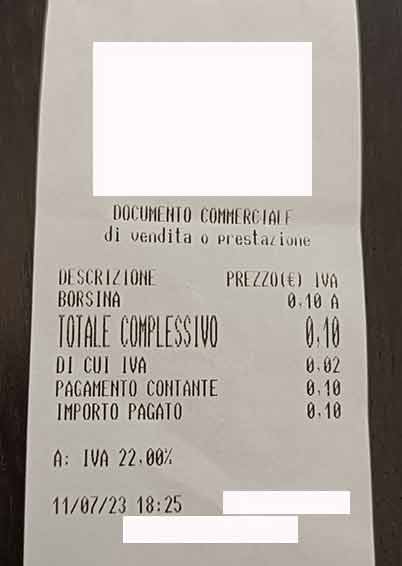 DOCUMENTO COMMERCIALE
di vendita o prestazione
DESCRIZIONE PREZZO(€) IVA
BORSINA 0,10 A
TOTALE COMPLESSIVO 0,10
DI CUI IVA 0,02
PAGAMENTO CONTANTE 0,10
IMPORTO PAGATO 0,10
A: IVA 22,00%
11/07/23 18:25